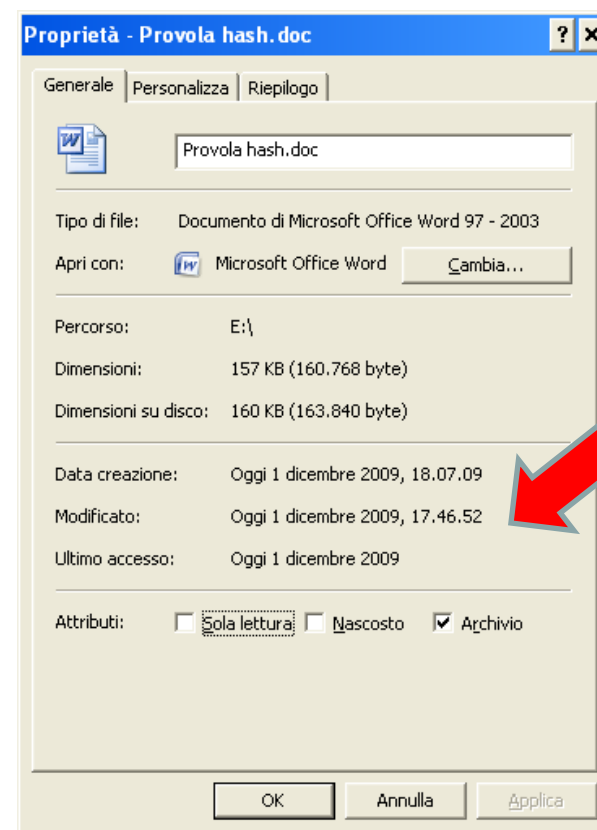 Proprietà - Provola hash.doc
Generale Personalizza Riepilogo
Provola hash.doc
Tipo di file: Documento di Microsoft Office Word 97 - 2003
Apri con: Microsoft Office Word Cambia...
Percorso: E:\
Dimensioni: 157 KB (160.768 byte)
Dimensioni su disco: 160 KB (163.840 byte)
Data creazione: Oggi 1 dicembre 2009, 18.07.09
Modificato: Oggi 1 dicembre 2009, 17.46.52
Ultimo accesso: Oggi 1 dicembre 2009
Attributi: Sola lettura Nascosto Archivio
OK Annulla Applica